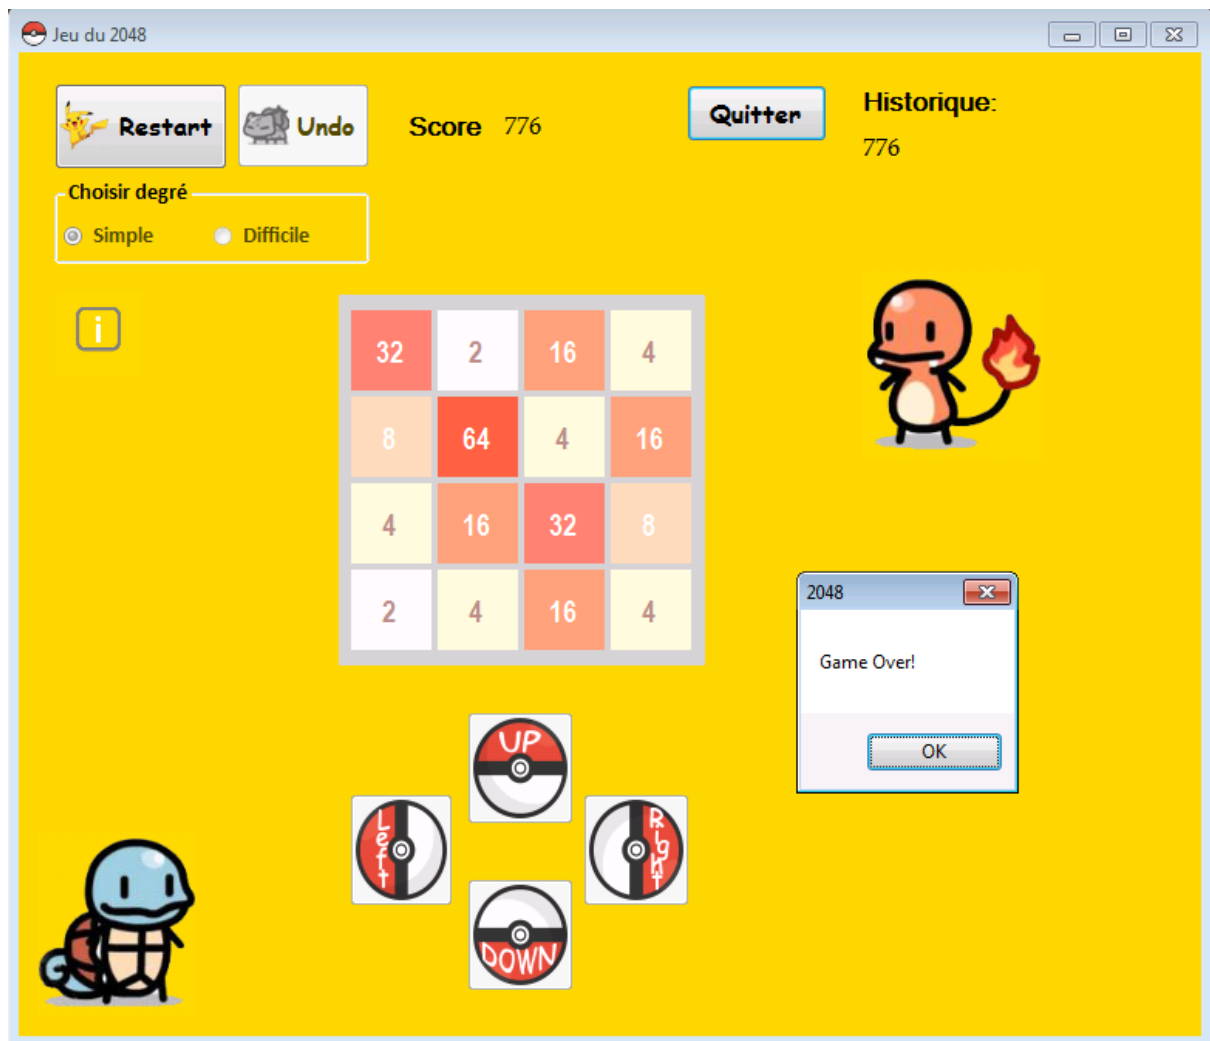 Jeu du 2048
Restart Undo Score 776 Quitter Historique:
776
Choisir degré
Simple Difficile
i
32 2 16 4
8 64 4 16
4 16 32 8
2 4 16 4
2048
Game Over!
OK
UP
Left Right
DOWN